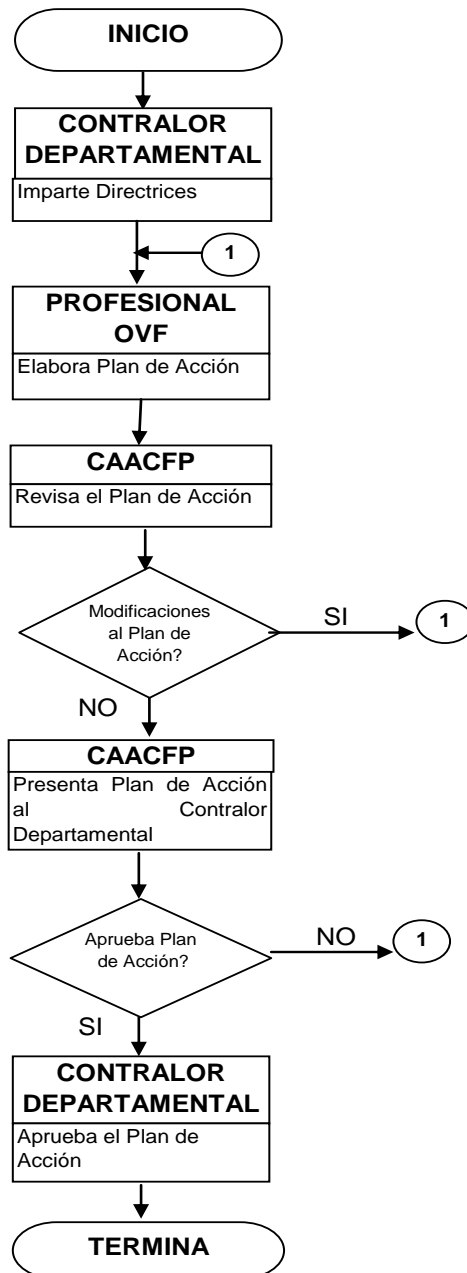 INICIO
CONTRALOR
DEPARTAMENTAL
Imparte Directrices
1
PROFESIONAL
OVF
Elabora Plan de Acción
CAACFP
Revisa el Plan de Acción
Modificaciones
al Plan de
Acción?
SI
1
NO
CAACFP
Presenta Plan de Acción
al Contralor
Departamental
Aprueba Plan
de Acción?
NO
1
SI
CONTRALOR
DEPARTAMENTAL
Aprueba el Plan de
Acción
TERMINA